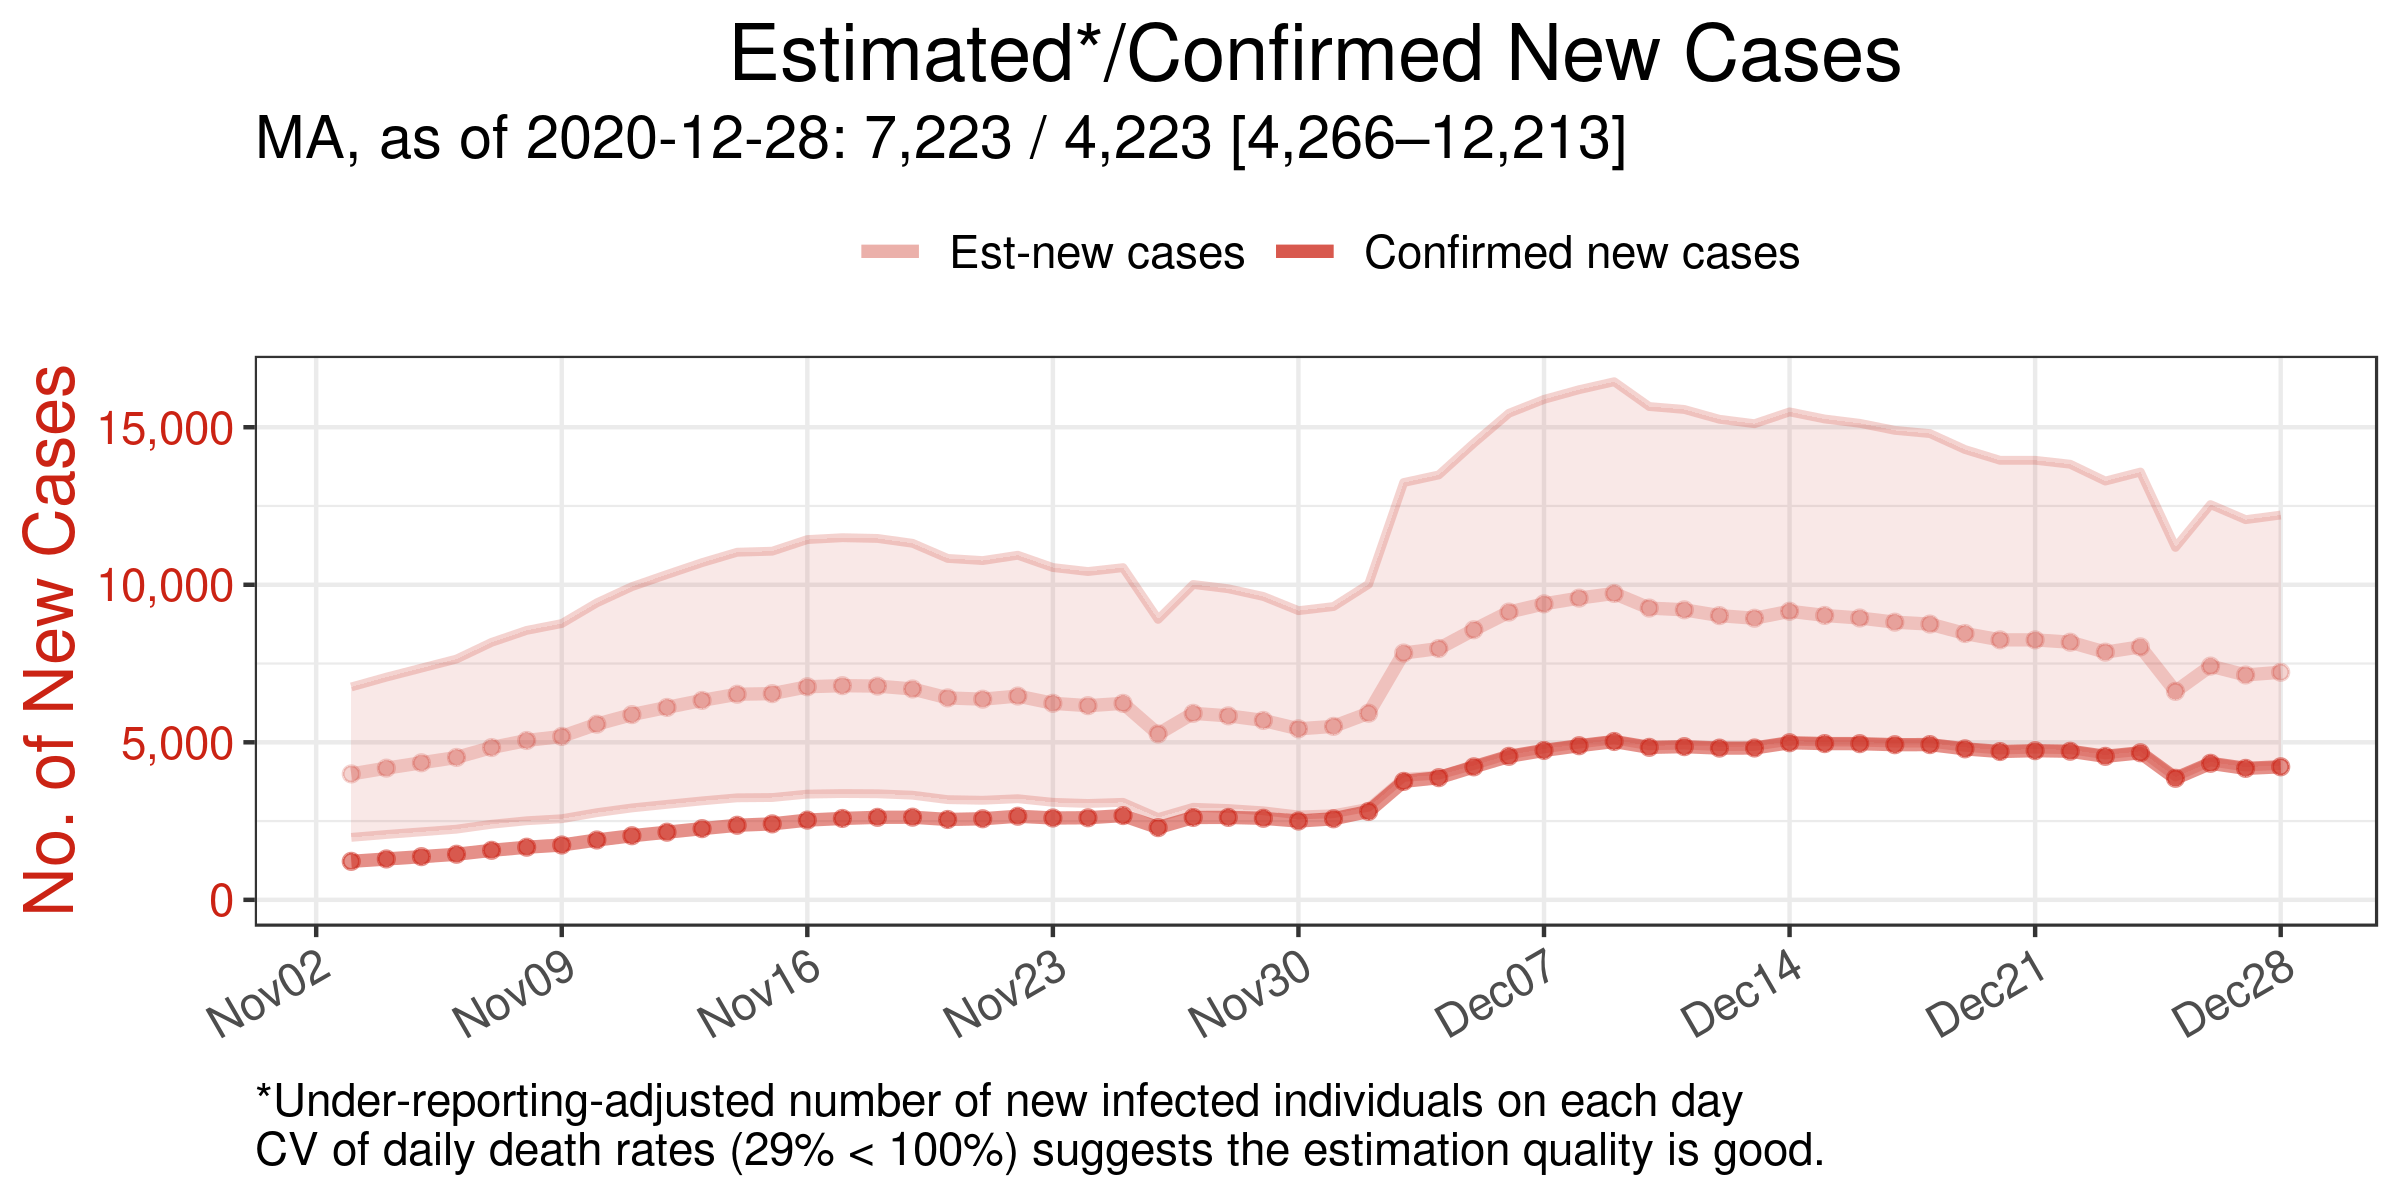 Estimated*/Confirmed New Cases
MA, as of 2020-12-28: 7,223 / 4,223 [4,266–12,213]
Est-new cases Confirmed new cases
No. of New Cases
15,000
10,000
5,000
0
Nov02 Nov09 Nov16 Nov23 Nov30 Dec07 Dec14 Dec21 Dec28
*Under-reporting-adjusted number of new infected individuals on each day
CV of daily death rates (29% < 100%) suggests the estimation quality is good.